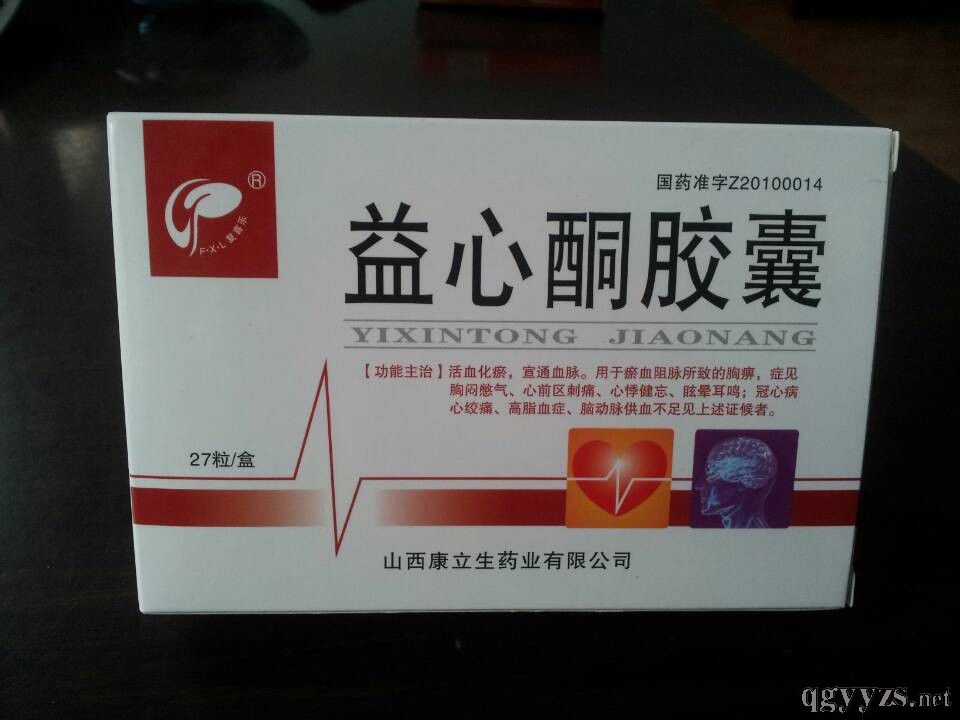 ®
F·X·L 复喜乐
国药准字Z20100014
益心酮胶囊
YIXINTONG JIAONANG
【功能主治】活血化瘀，宣通血脉。用于瘀血阻脉所致的胸痹，症见
胸闷憋气、心前区刺痛、心悸健忘、眩晕耳鸣；冠心病
心绞痛、高脂血症、脑动脉供血不足见上述证候者。
27粒/盒
山西康立生药业有限公司
qgyyzs.net